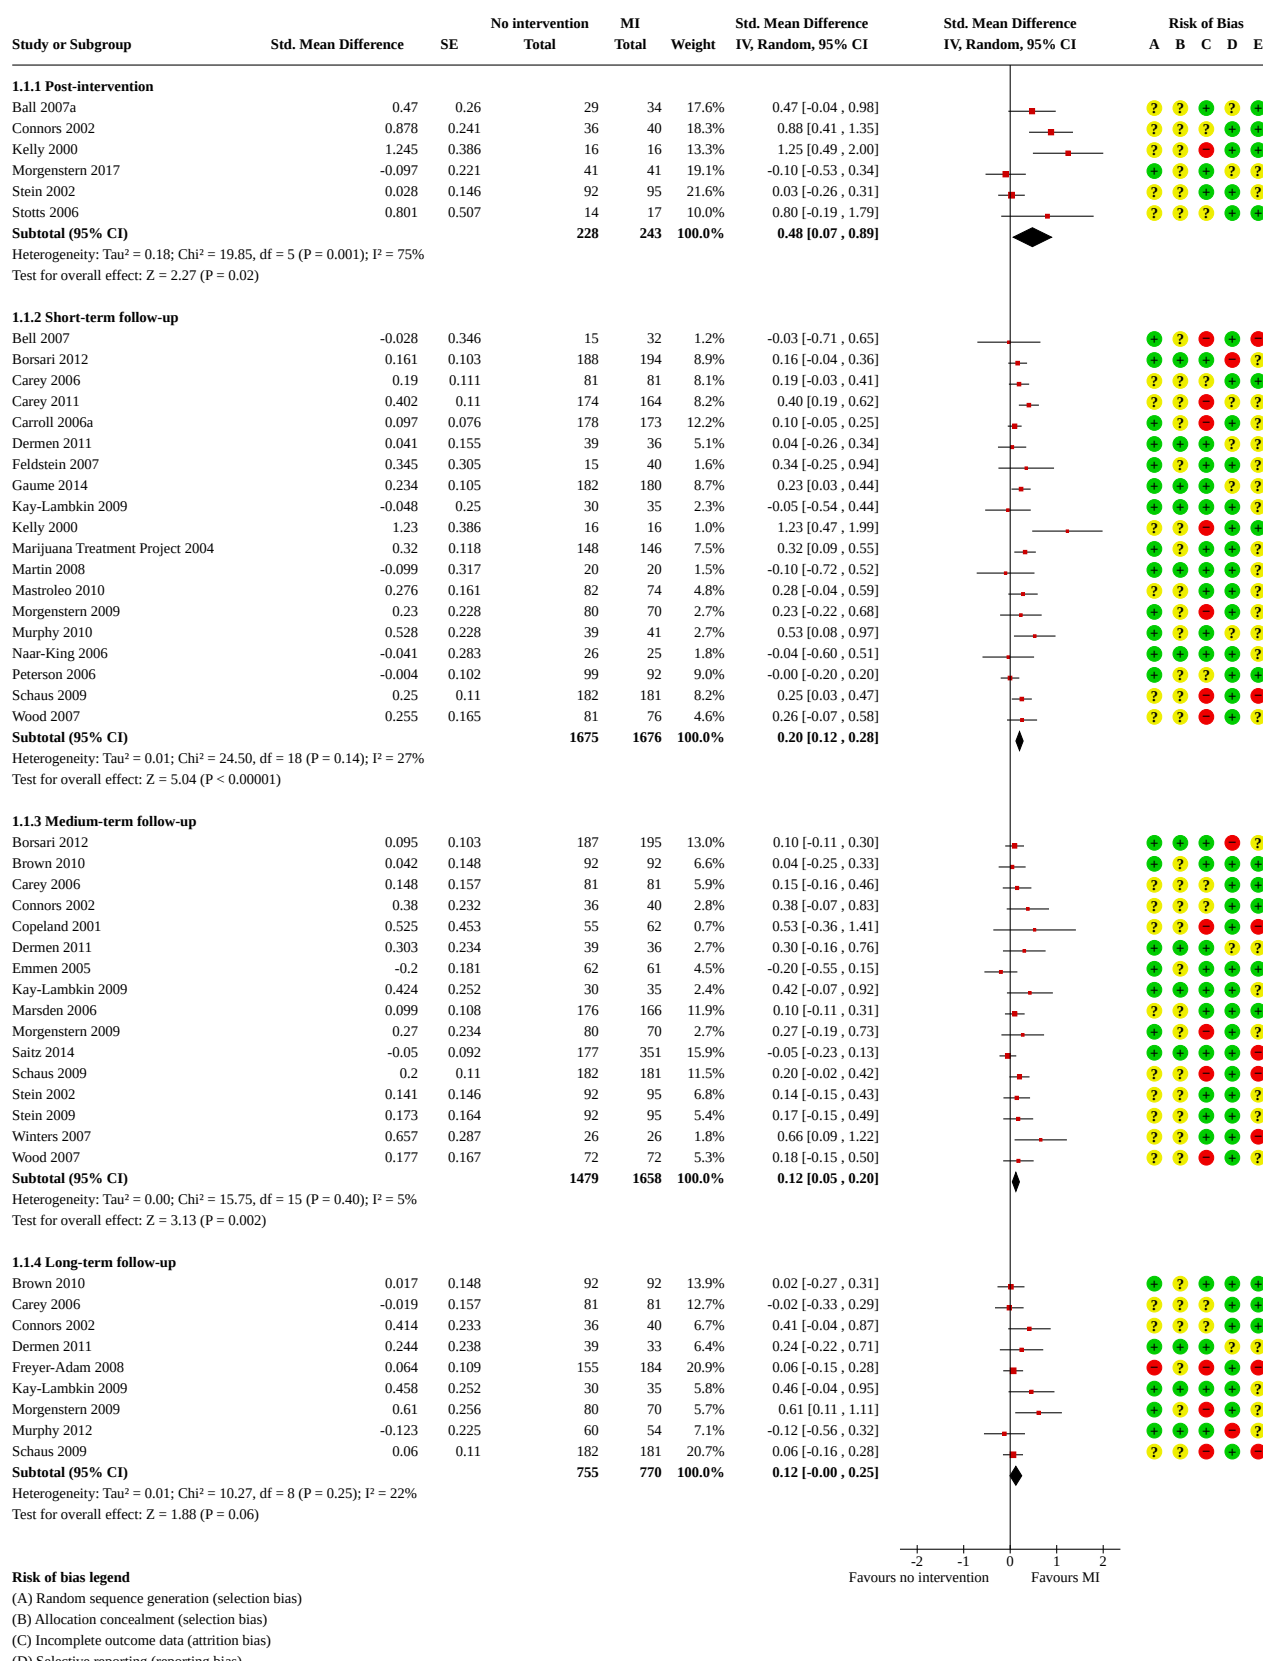 No intervention MI Std. Mean Difference Std. Mean Difference Risk of Bias
Study or Subgroup Std. Mean Difference SE Total Total Weight IV, Random, 95% CI IV, Random, 95% CI A B C D E
1.1.1 Post-intervention
Ball 2007a 0.47 0.26 29 34 17.6% 0.47 [-0.04 , 0.98] ? ? + ? +
Connors 2002 0.878 0.241 36 40 18.3% 0.88 [0.41 , 1.35] ? ? ? + +
Kelly 2000 1.245 0.386 16 16 13.3% 1.25 [0.49 , 2.00] ? ? − + +
Morgenstern 2017 -0.097 0.221 41 41 19.1% -0.10 [-0.53 , 0.34] + ? + ? ?
Stein 2002 0.028 0.146 92 95 21.6% 0.03 [-0.26 , 0.31] ? ? + + ?
Stotts 2006 0.801 0.507 14 17 10.0% 0.80 [-0.19 , 1.79] ? ? ? + +
Subtotal (95% CI) 228 243 100.0% 0.48 [0.07 , 0.89]
Heterogeneity: Tau² = 0.18; Chi² = 19.85, df = 5 (P = 0.001); I² = 75%
Test for overall effect: Z = 2.27 (P = 0.02)
1.1.2 Short-term follow-up
Bell 2007 -0.028 0.346 15 32 1.2% -0.03 [-0.71 , 0.65] + ? − + −
Borsari 2012 0.161 0.103 188 194 8.9% 0.16 [-0.04 , 0.36] + + + − ?
Carey 2006 0.19 0.111 81 81 8.1% 0.19 [-0.03 , 0.41] ? ? ? + +
Carey 2011 0.402 0.11 174 164 8.2% 0.40 [0.19 , 0.62] ? ? − ? ?
Carroll 2006a 0.097 0.076 178 173 12.2% 0.10 [-0.05 , 0.25] + ? − + ?
Dermen 2011 0.041 0.155 39 36 5.1% 0.04 [-0.26 , 0.34] + + + ? ?
Feldstein 2007 0.345 0.305 15 40 1.6% 0.34 [-0.25 , 0.94] + ? + + ?
Gaume 2014 0.234 0.105 182 180 8.7% 0.23 [0.03 , 0.44] + + + ? ?
Kay-Lambkin 2009 -0.048 0.25 30 35 2.3% -0.05 [-0.54 , 0.44] + + + + ?
Kelly 2000 1.23 0.386 16 16 1.0% 1.23 [0.47 , 1.99] ? ? − + +
Marijuana Treatment Project 2004 0.32 0.118 148 146 7.5% 0.32 [0.09 , 0.55] + ? + + ?
Martin 2008 -0.099 0.317 20 20 1.5% -0.10 [-0.72 , 0.52] + + + + ?
Mastroleo 2010 0.276 0.161 82 74 4.8% 0.28 [-0.04 , 0.59] ? ? + + ?
Morgenstern 2009 0.23 0.228 80 70 2.7% 0.23 [-0.22 , 0.68] + ? − + ?
Murphy 2010 0.528 0.228 39 41 2.7% 0.53 [0.08 , 0.97] + ? + ? ?
Naar-King 2006 -0.041 0.283 26 25 1.8% -0.04 [-0.60 , 0.51] + + + + ?
Peterson 2006 -0.004 0.102 99 92 9.0% -0.00 [-0.20 , 0.20] + ? ? + +
Schaus 2009 0.25 0.11 182 181 8.2% 0.25 [0.03 , 0.47] ? ? − + −
Wood 2007 0.255 0.165 81 76 4.6% 0.26 [-0.07 , 0.58] ? ? − + ?
Subtotal (95% CI) 1675 1676 100.0% 0.20 [0.12 , 0.28]
Heterogeneity: Tau² = 0.01; Chi² = 24.50, df = 18 (P = 0.14); I² = 27%
Test for overall effect: Z = 5.04 (P < 0.00001)
1.1.3 Medium-term follow-up
Borsari 2012 0.095 0.103 187 195 13.0% 0.10 [-0.11 , 0.30] + + + − ?
Brown 2010 0.042 0.148 92 92 6.6% 0.04 [-0.25 , 0.33] + ? + + +
Carey 2006 0.148 0.157 81 81 5.9% 0.15 [-0.16 , 0.46] ? ? ? + +
Connors 2002 0.38 0.232 36 40 2.8% 0.38 [-0.07 , 0.83] ? ? ? + +
Copeland 2001 0.525 0.453 55 62 0.7% 0.53 [-0.36 , 1.41] ? ? − + −
Dermen 2011 0.303 0.234 39 36 2.7% 0.30 [-0.16 , 0.76] + + + ? ?
Emmen 2005 -0.2 0.181 62 61 4.5% -0.20 [-0.55 , 0.15] + ? + + +
Kay-Lambkin 2009 0.424 0.252 30 35 2.4% 0.42 [-0.07 , 0.92] + + + + ?
Marsden 2006 0.099 0.108 176 166 11.9% 0.10 [-0.11 , 0.31] ? ? + + +
Morgenstern 2009 0.27 0.234 80 70 2.7% 0.27 [-0.19 , 0.73] + ? − + ?
Saitz 2014 -0.05 0.092 177 351 15.9% -0.05 [-0.23 , 0.13] + + + + −
Schaus 2009 0.2 0.11 182 181 11.5% 0.20 [-0.02 , 0.42] ? ? − + −
Stein 2002 0.141 0.146 92 95 6.8% 0.14 [-0.15 , 0.43] ? ? + + ?
Stein 2009 0.173 0.164 92 95 5.4% 0.17 [-0.15 , 0.49] ? ? + + ?
Winters 2007 0.657 0.287 26 26 1.8% 0.66 [0.09 , 1.22] ? ? + + −
Wood 2007 0.177 0.167 72 72 5.3% 0.18 [-0.15 , 0.50] ? ? − + ?
Subtotal (95% CI) 1479 1658 100.0% 0.12 [0.05 , 0.20]
Heterogeneity: Tau² = 0.00; Chi² = 15.75, df = 15 (P = 0.40); I² = 5%
Test for overall effect: Z = 3.13 (P = 0.002)
1.1.4 Long-term follow-up
Brown 2010 0.017 0.148 92 92 13.9% 0.02 [-0.27 , 0.31] + ? + + +
Carey 2006 -0.019 0.157 81 81 12.7% -0.02 [-0.33 , 0.29] ? ? ? + +
Connors 2002 0.414 0.233 36 40 6.7% 0.41 [-0.04 , 0.87] ? ? ? + +
Dermen 2011 0.244 0.238 39 33 6.4% 0.24 [-0.22 , 0.71] + + + ? ?
Freyer-Adam 2008 0.064 0.109 155 184 20.9% 0.06 [-0.15 , 0.28] − ? − + −
Kay-Lambkin 2009 0.458 0.252 30 35 5.8% 0.46 [-0.04 , 0.95] + + + + ?
Morgenstern 2009 0.61 0.256 80 70 5.7% 0.61 [0.11 , 1.11] + ? − + ?
Murphy 2012 -0.123 0.225 60 54 7.1% -0.12 [-0.56 , 0.32] + + + − ?
Schaus 2009 0.06 0.11 182 181 20.7% 0.06 [-0.16 , 0.28] ? ? − + −
Subtotal (95% CI) 755 770 100.0% 0.12 [-0.00 , 0.25]
Heterogeneity: Tau² = 0.01; Chi² = 10.27, df = 8 (P = 0.25); I² = 22%
Test for overall effect: Z = 1.88 (P = 0.06)
-2 -1 0 1 2
Favours no intervention Favours MI
Risk of bias legend
(A) Random sequence generation (selection bias)
(B) Allocation concealment (selection bias)
(C) Incomplete outcome data (attrition bias)
(D) Selective reporting (reporting bias)